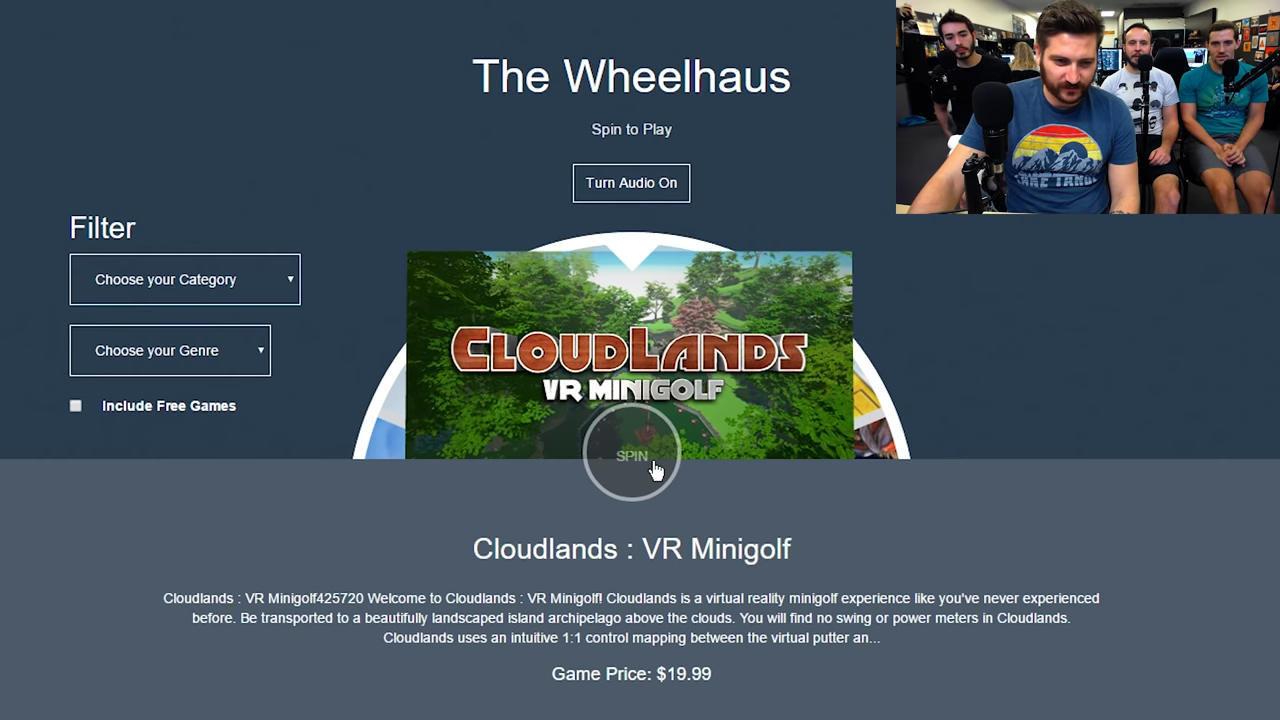 The Wheelhaus
Spin to Play
Turn Audio On
Filter
Choose your Category
Choose your Genre
Include Free Games
CLOUDLANDS
VR MINIGOLF
SPIN
Cloudlands : VR Minigolf
Cloudlands : VR Minigolf425720 Welcome to Cloudlands : VR Minigolf! Cloudlands is a virtual reality minigolf experience like you've never experienced
before. Be transported to a beautifully landscaped island archipelago above the clouds. You will find no swing or power meters in Cloudlands.
Cloudlands uses an intuitive 1:1 control mapping between the virtual putter an...
Game Price: $19.99